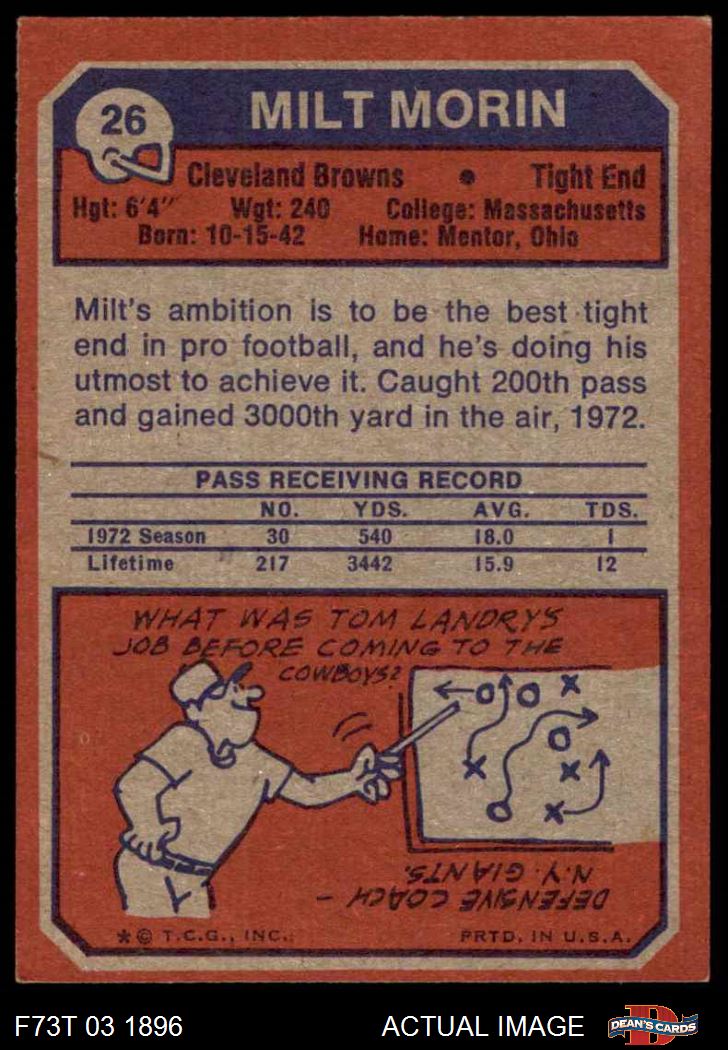 26
MILT MORIN
Cleveland Browns • Tight End
Hgt: 6'4" Wgt: 240 College: Massachusetts
Born: 10-15-42 Home: Mentor, Ohio
Milt's ambition is to be the best tight
end in pro football, and he's doing his
utmost to achieve it. Caught 200th pass
and gained 3000th yard in the air, 1972.
PASS RECEIVING RECORD
NO. YDS. AVG. TDS.
1972 Season 30 540 18.0 1
Lifetime 217 3442 15.9 12
WHAT WAS TOM LANDRY'S
JOB BEFORE COMING TO THE
COWBOYS?
DEFENSIVE COACH –
N.Y. GIANTS.
* © T.C.G., INC. PRTD. IN U.S.A.
F73T 03 1896 ACTUAL IMAGE D DEAN'S CARDS